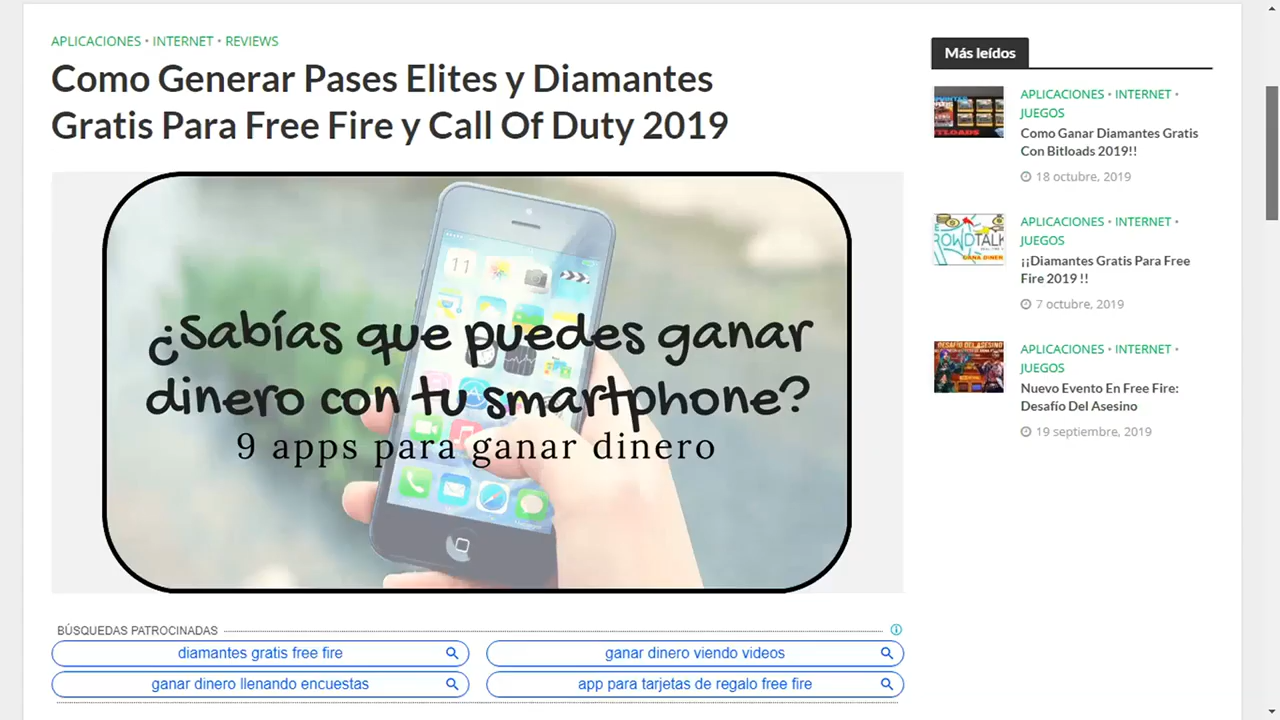 APLICACIONES • INTERNET • REVIEWS
Como Generar Pases Elites y Diamantes
Gratis Para Free Fire y Call Of Duty 2019
11
¿Sabías que puedes ganar
dinero con tu smartphone?
9 apps para ganar dinero
BÚSQUEDAS PATROCINADAS
diamantes gratis free fire
ganar dinero viendo videos
ganar dinero llenando encuestas
app para tarjetas de regalo free fire
Más leídos
APLICACIONES • INTERNET •
JUEGOS
Como Ganar Diamantes Gratis
Con Bitloads 2019!!
18 octubre, 2019
APLICACIONES • INTERNET •
JUEGOS
¡¡Diamantes Gratis Para Free
Fire 2019 !!
7 octubre, 2019
DESAFIO DEL ASESINO
APLICACIONES • INTERNET •
JUEGOS
Nuevo Evento En Free Fire:
Desafío Del Asesino
19 septiembre, 2019